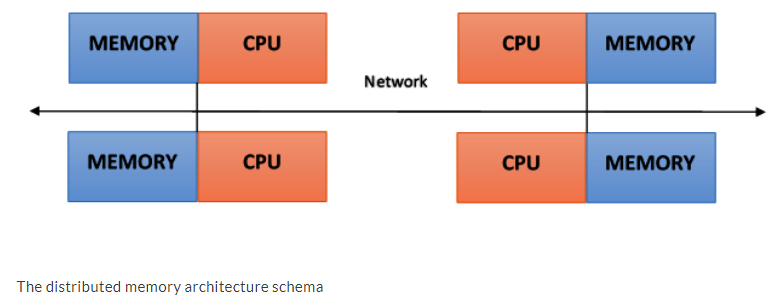 MEMORY CPU CPU MEMORY
Network
MEMORY CPU CPU MEMORY
The distributed memory architecture schema